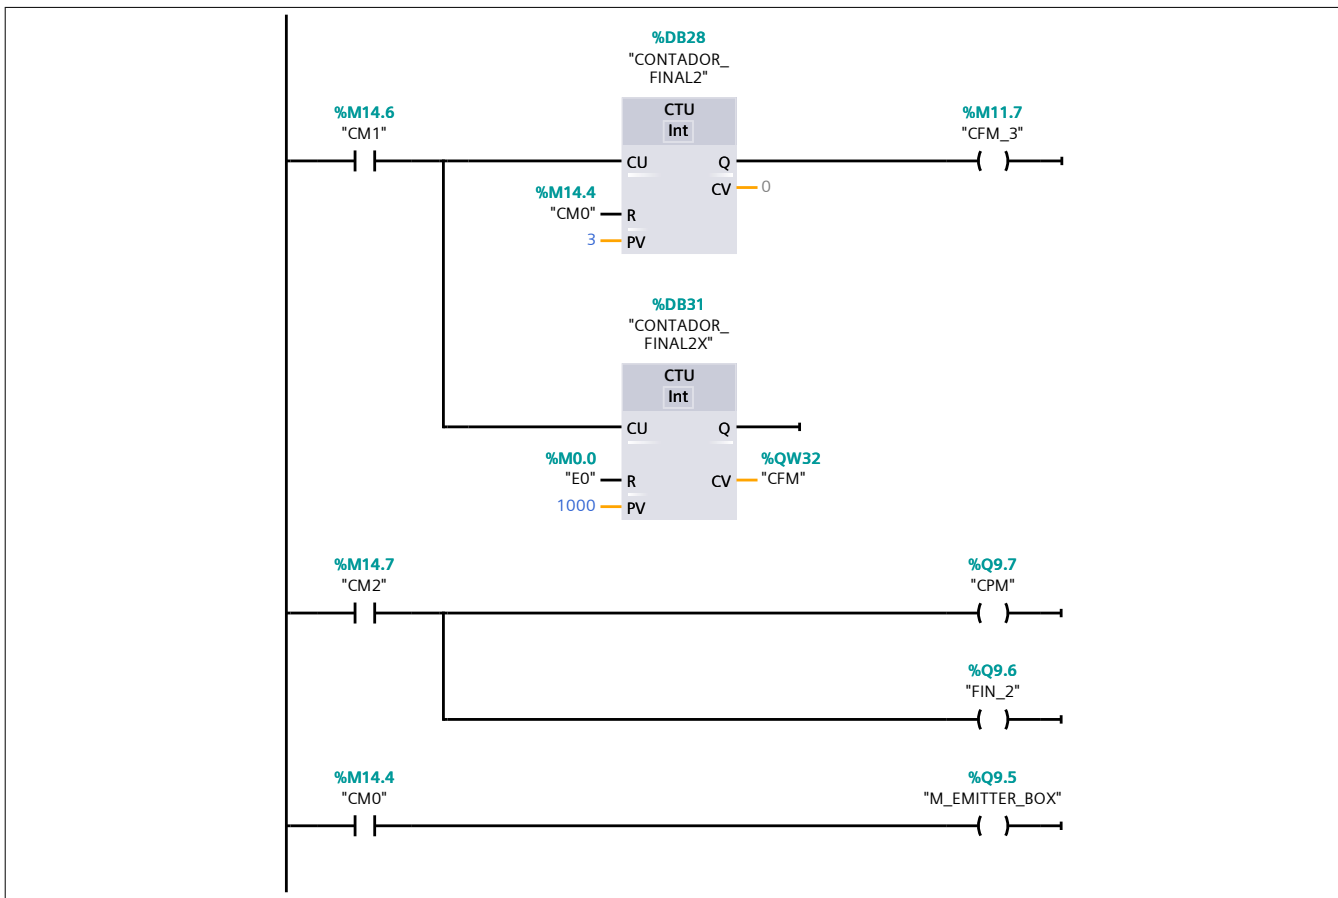 %DB28
"CONTADOR_
FINAL2"
%M14.6
"CM1"
CTU
Int
%M11.7
"CFM_3"
CU
Q
CV
0
%M14.4
"CM0"
R
3
PV
%DB31
"CONTADOR_
FINAL2X"
CTU
Int
CU
Q
%M0.0
"E0"
R
CV
%QW32
"CFM"
1000
PV
%M14.7
"CM2"
%Q9.7
"CPM"
%Q9.6
"FIN_2"
%M14.4
"CM0"
%Q9.5
"M_EMITTER_BOX"